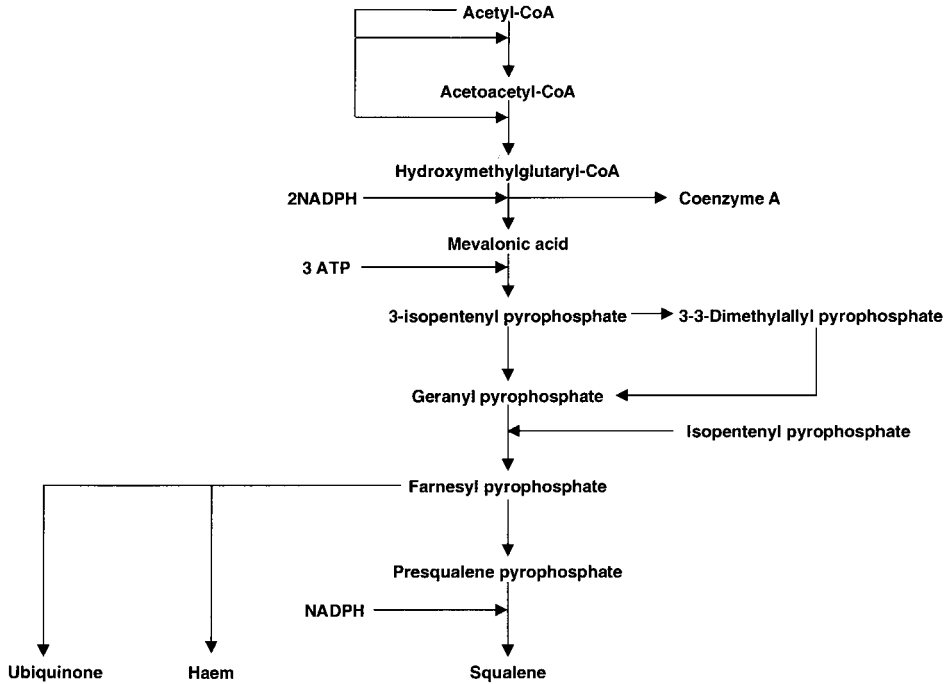 Acetyl-CoA
Acetoacetyl-CoA
Hydroxymethylglutaryl-CoA
2NADPH
Coenzyme A
Mevalonic acid
3 ATP
3-isopentenyl pyrophosphate
3-3-Dimethylallyl pyrophosphate
Geranyl pyrophosphate
Isopentenyl pyrophosphate
Farnesyl pyrophosphate
Presqualene pyrophosphate
NADPH
Ubiquinone
Haem
Squalene